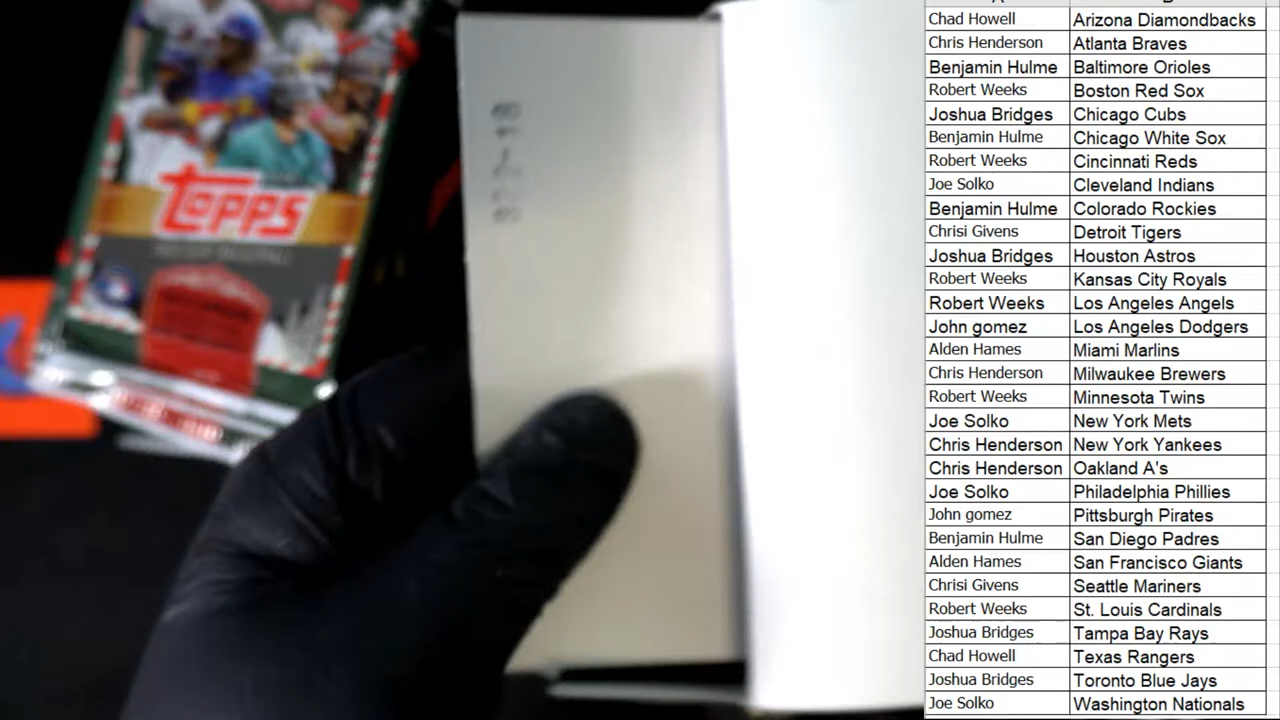 Topps
Chad Howell Arizona Diamondbacks
Chris Henderson Atlanta Braves
Benjamin Hulme Baltimore Orioles
Robert Weeks Boston Red Sox
Joshua Bridges Chicago Cubs
Benjamin Hulme Chicago White Sox
Robert Weeks Cincinnati Reds
Joe Solko Cleveland Indians
Benjamin Hulme Colorado Rockies
Chrisi Givens Detroit Tigers
Joshua Bridges Houston Astros
Robert Weeks Kansas City Royals
Robert Weeks Los Angeles Angels
John gomez Los Angeles Dodgers
Alden Hames Miami Marlins
Chris Henderson Milwaukee Brewers
Robert Weeks Minnesota Twins
Joe Solko New York Mets
Chris Henderson New York Yankees
Chris Henderson Oakland A's
Joe Solko Philadelphia Phillies
John gomez Pittsburgh Pirates
Benjamin Hulme San Diego Padres
Alden Hames San Francisco Giants
Chrisi Givens Seattle Mariners
Robert Weeks St. Louis Cardinals
Joshua Bridges Tampa Bay Rays
Chad Howell Texas Rangers
Joshua Bridges Toronto Blue Jays
Joe Solko Washington Nationals